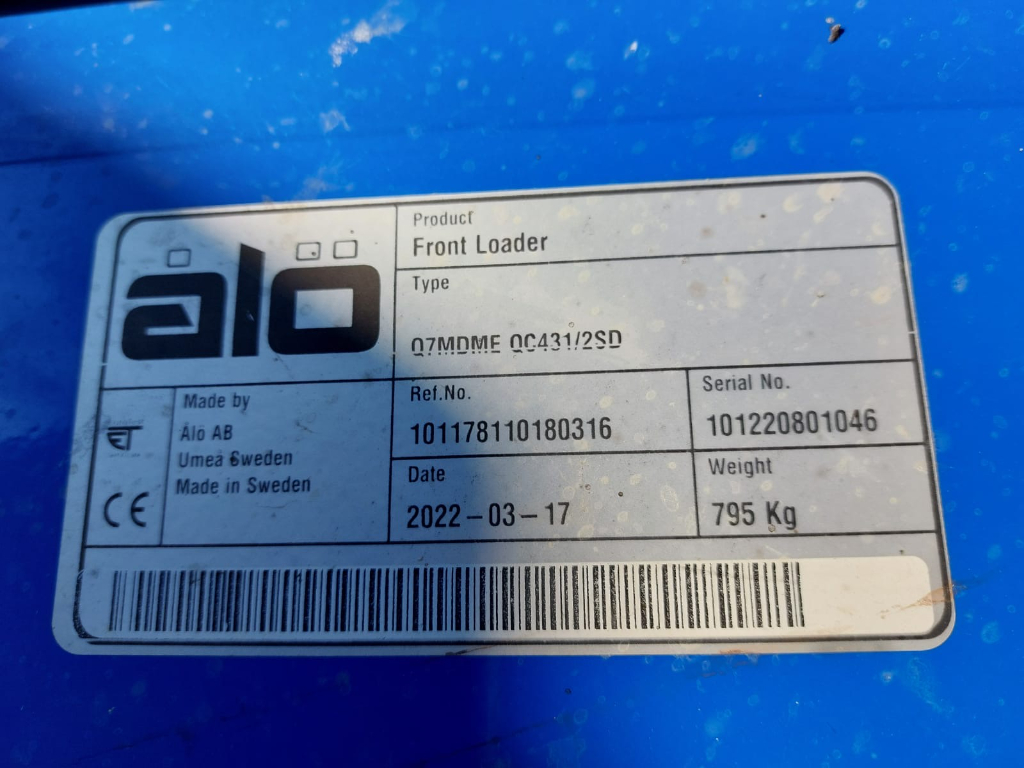 ålö
Product
Front Loader
Type
Q7MDME QC431/2SD
Made by
Ålö AB
Umeå Sweden
Made in Sweden
Ref.No.
101178110180316
Serial No.
101220801046
Date
2022-03-17
Weight
795 Kg
CE